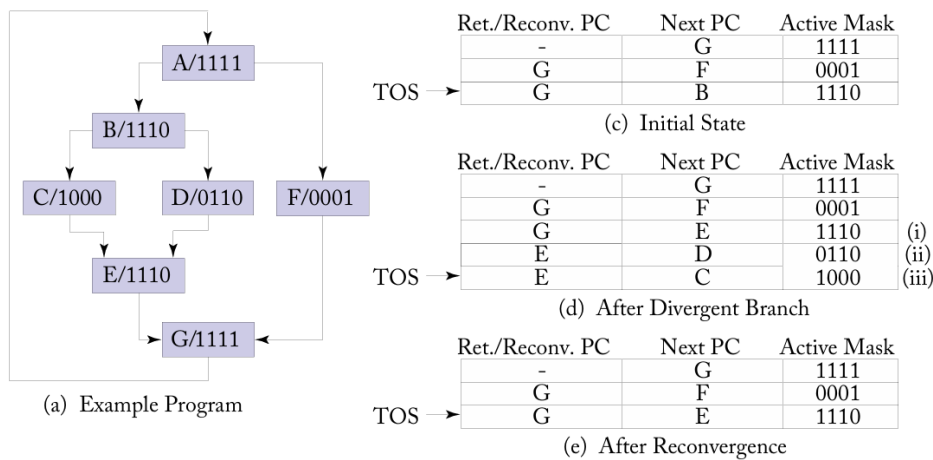 A/1111
B/1110
C/1000 D/0110 F/0001
E/1110
G/1111
(a) Example Program
Ret./Reconv. PC Next PC Active Mask
- G 1111
G F 0001
TOS G B 1110
(c) Initial State
Ret./Reconv. PC Next PC Active Mask
- G 1111
G F 0001
G E 1110 (i)
E D 0110 (ii)
TOS E C 1000 (iii)
(d) After Divergent Branch
Ret./Reconv. PC Next PC Active Mask
- G 1111
G F 0001
TOS G E 1110
(e) After Reconvergence